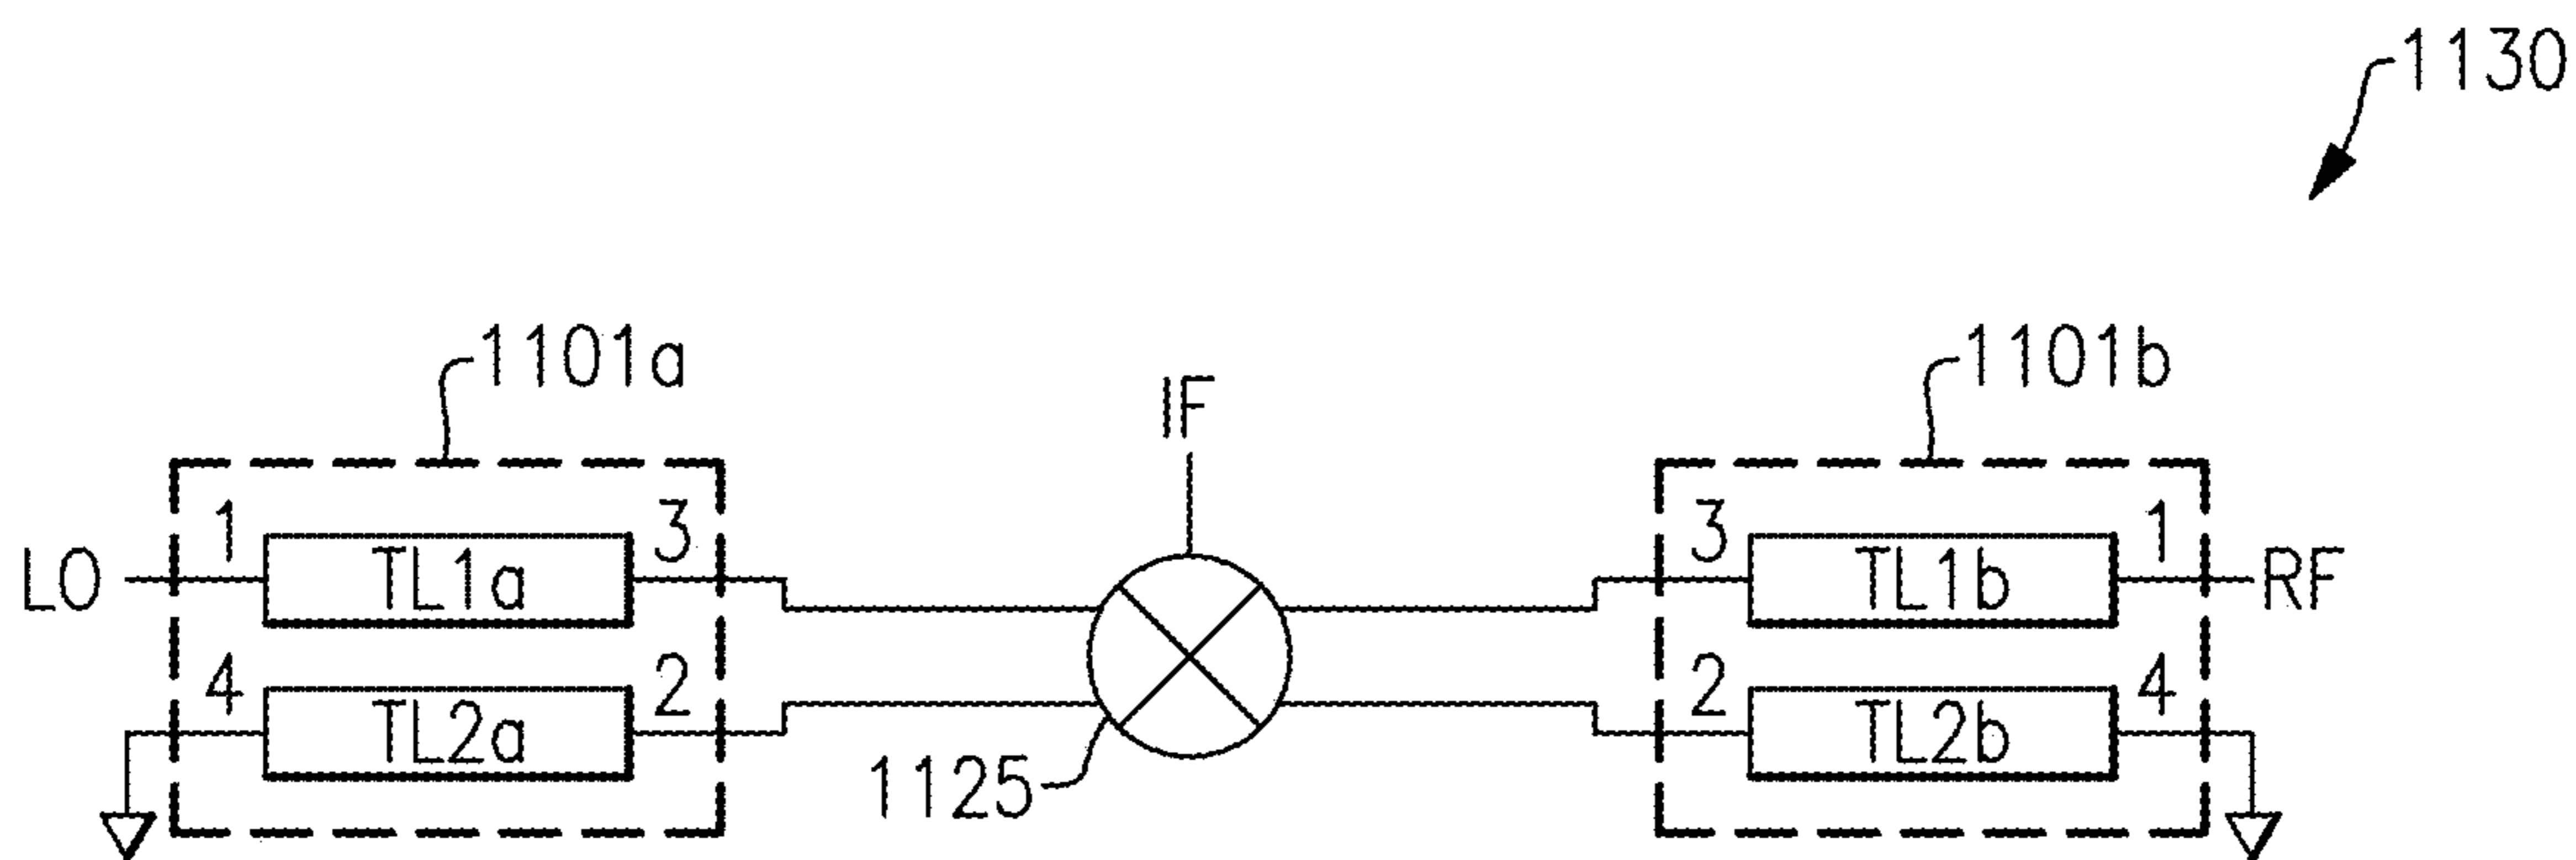 1130
1101a
IF
1101b
1 3 3 1
LO TL1a TL1b RF
4 2 2 4
TL2a TL2b
1125